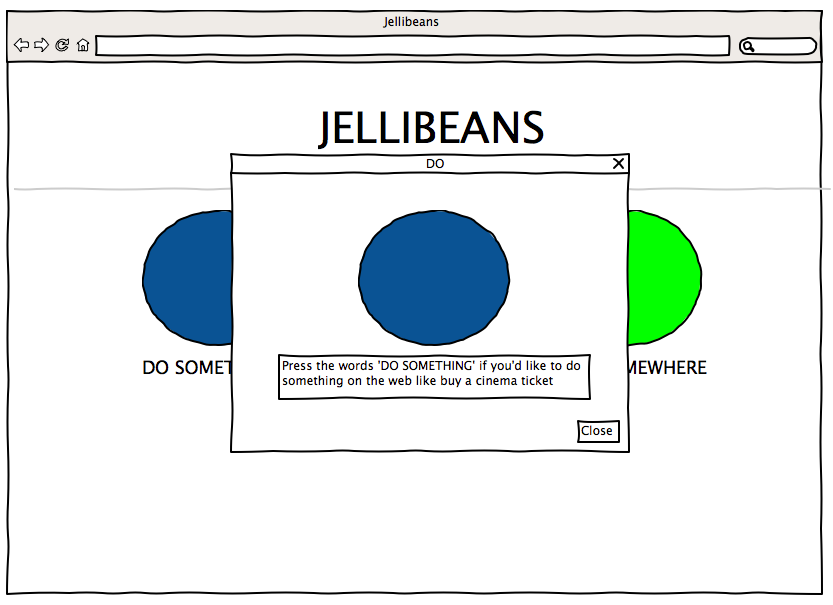 Jellibeans
JELLIBEANS
DO
DO SOMET
MEWHERE
Press the words 'DO SOMETHING' if you'd like to do
something on the web like buy a cinema ticket
Close